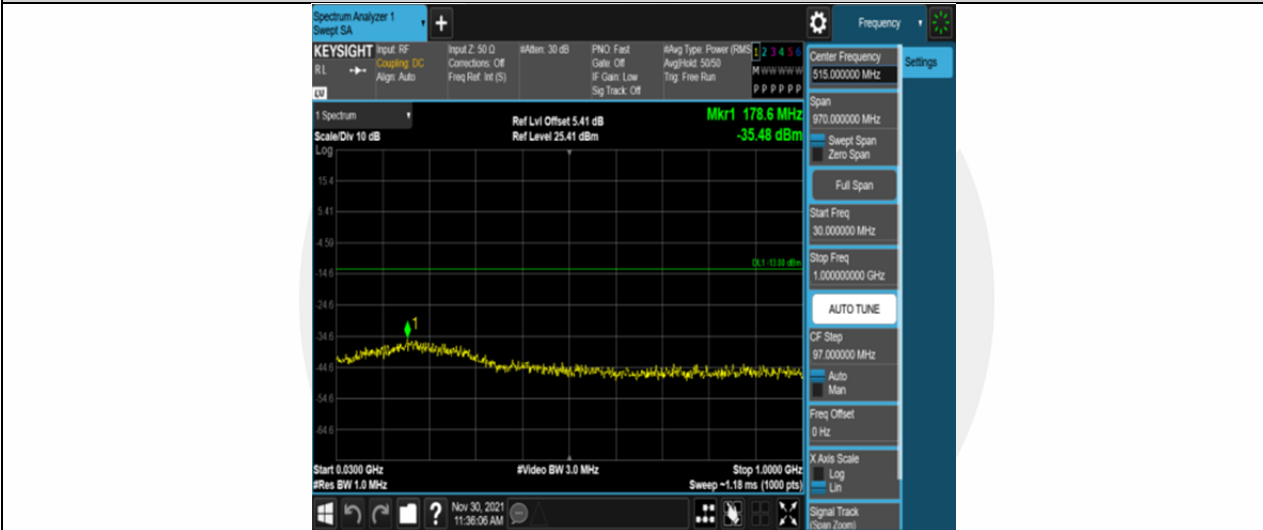 Spectrum Analyzer 1
Swept SA
+
Frequency
KEYSIGHT
Input: RF
Coupling: DC
Align: Auto
RL
LV
Input Z: 50 Ω
Corrections: Off
Freq Ref: Int (S)
#Atten: 30 dB
PNO: Fast
Gate: Off
IF Gain: Low
Sig Track: Off
#Avg Type: Power (RMS
Avg|Hold: 50/50
Trig: Free Run
1 2 3 4 5 6
M W W W W W
P P P P P P
1 Spectrum
Scale/Div 10 dB
Log
Ref Lvl Offset 5.41 dB
Ref Level 25.41 dBm
Mkr1 178.6 MHz
-35.48 dBm
15.4
5.41
-4.59
DL1 -13.00 dBm
-14.6
-24.6
1
-34.6
-44.6
-54.6
-64.6
Start 0.0300 GHz
#Res BW 1.0 MHz
#Video BW 3.0 MHz
Stop 1.0000 GHz
Sweep ~1.18 ms (1000 pts)
?
Nov 30, 2021
11:36:06 AM
Center Frequency
515.000000 MHz
Settings
Span
970.000000 MHz
Swept Span
Zero Span
Full Span
Start Freq
30.000000 MHz
Stop Freq
1.000000000 GHz
AUTO TUNE
CF Step
97.000000 MHz
Auto
Man
Freq Offset
0 Hz
X Axis Scale
Log
Lin
Signal Track
(Span Zoom)